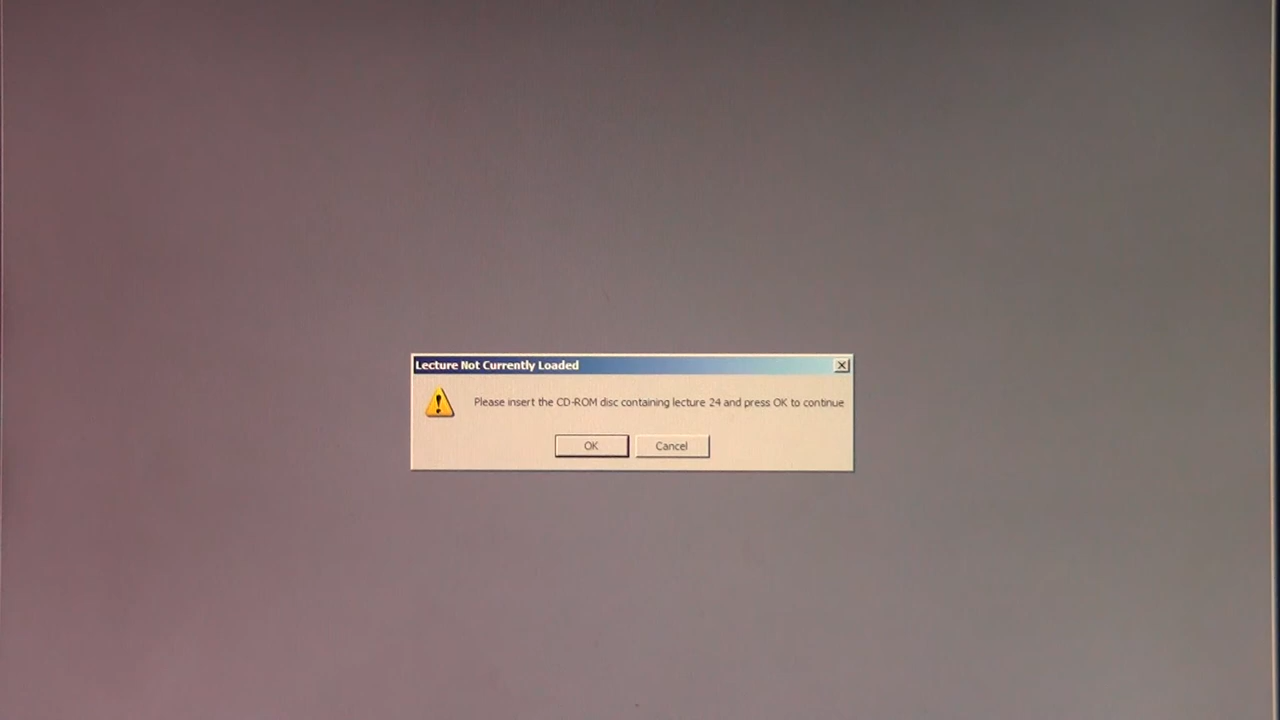 Lecture Not Currently Loaded
Please insert the CD-ROM disc containing lecture 24 and press OK to continue
OK
Cancel